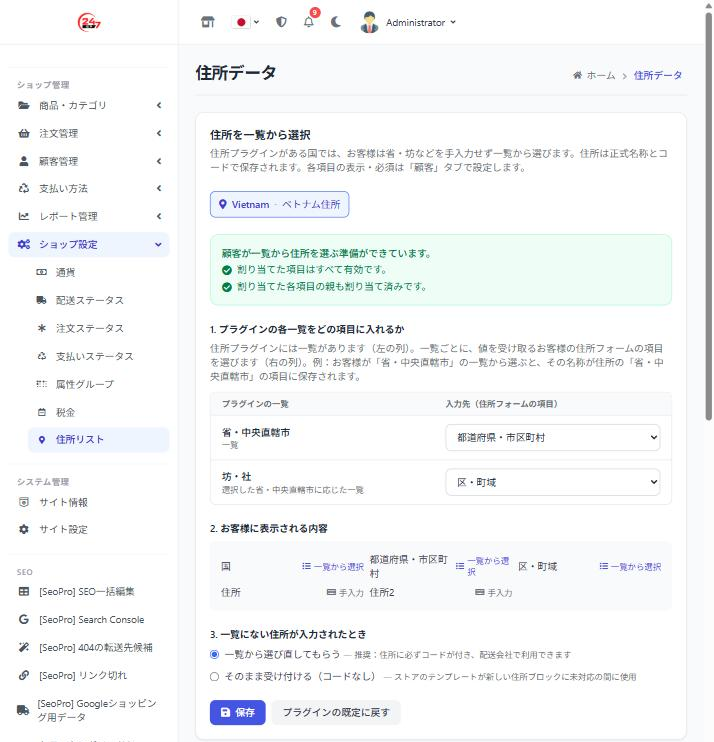 247
9
Administrator
住所データ
ホーム
住所データ
ショップ管理
商品・カテゴリ
注文管理
顧客管理
支払い方法
レポート管理
ショップ設定
通貨
配送ステータス
注文ステータス
支払いステータス
属性グループ
税金
住所リスト
システム管理
サイト情報
サイト設定
SEO
[SeoPro] SEO一括編集
[SeoPro] Search Console
[SeoPro] 404の転送先候補
[SeoPro] リンク切れ
[SeoPro] Googleショッピン
グ用データ
住所を一覧から選択
住所プラグインがある国では、お客様は省・坊などを手入力せず一覧から選びます。住所は正式名称とコ
ードで保存されます。各項目の表示・必須は「顧客」タブで設定します。
Vietnam · ベトナム住所
顧客が一覧から住所を選ぶ準備ができています。
割り当てた項目はすべて有効です。
割り当てた各項目の親も割り当て済みです。
1. プラグインの各一覧をどの項目に入れるか
住所プラグインには一覧があります（左の列）。一覧ごとに、値を受け取るお客様の住所フォームの項目
を選びます（右の列）。例：お客様が「省・中央直轄市」の一覧から選ぶと、その名称が住所の「省・中
央直轄市」の項目に保存されます。
プラグインの一覧
入力先（住所フォームの項目）
省・中央直轄市
一覧
都道府県・市区町村
坊・社
選択した省・中央直轄市に応じた一覧
区・町域
2. お客様に表示される内容
国
一覧から選択
都道府県・市区町
村
一覧から選
択
区・町域
一覧から選択
住所
手入力
住所2
手入力
3. 一覧にない住所が入力されたとき
一覧から選び直してもらう — 推奨：住所に必ずコードが付き、配送会社で利用できます
そのまま受け付ける（コードなし） — ストアのテンプレートが新しい住所ブロックに未対応の間に使用
保存
プラグインの既定に戻す